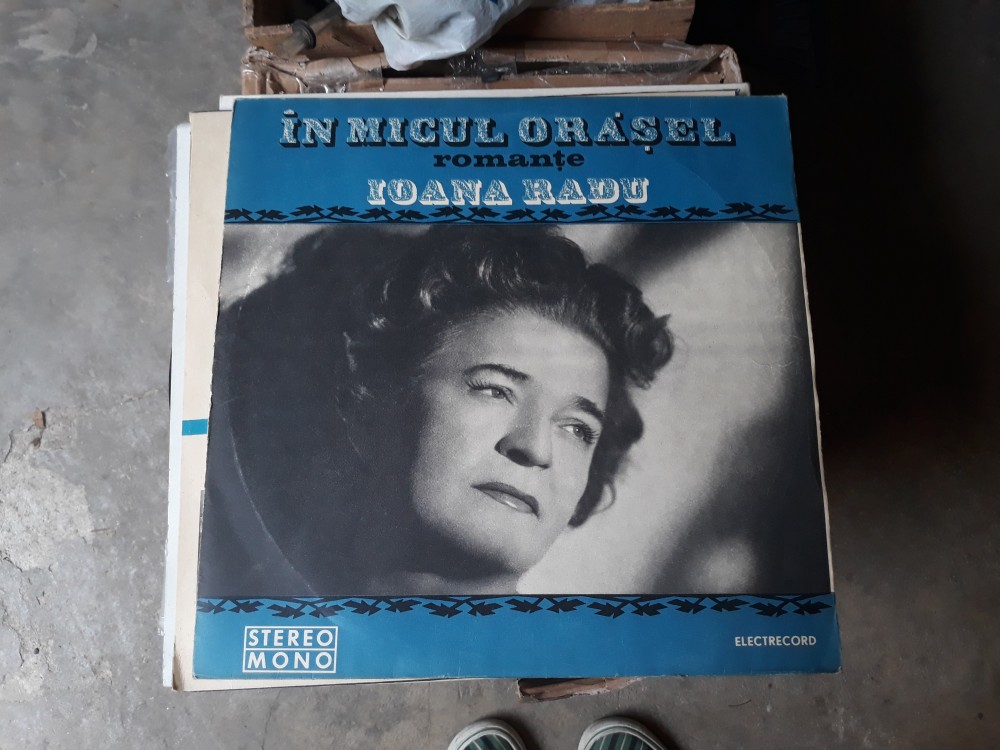 ÎN MICUL ORĂȘEL
romanțe
IOANA RADU
STEREO
MONO
ELECTRECORD